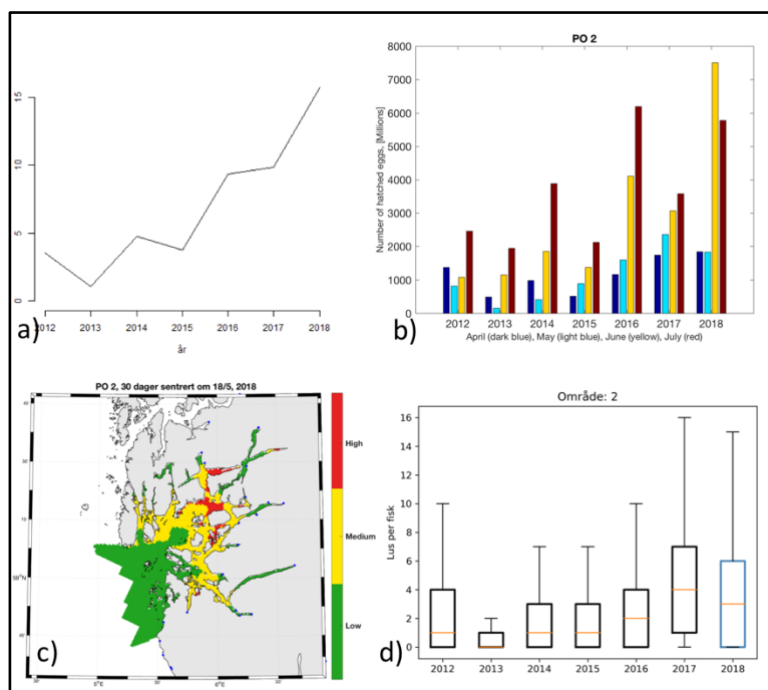 15
10
5
0
2012 2013 2014 2015 2016 2017 2018
år
a)
PO 2
Number of hatched eggs, [Millions]
8000
7000
6000
5000
4000
3000
2000
1000
0
2012 2013 2014 2015 2016 2017 2018
April (dark blue), May (light blue), June (yellow), July (red)
b)
PO 2, 30 dager sentrert om 18/5, 2018
High
Medium
Low
c)
Område: 2
Lus per fisk
16
14
12
10
8
6
4
2
0
2012 2013 2014 2015 2016 2017 2018
d)